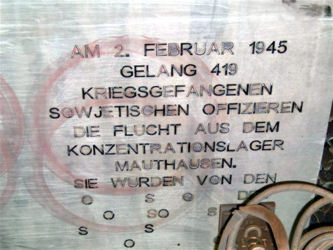 AM 2. FEBRUAR 1945
GELANG 419
KRIEGSGEFANGENEN
SOWJETISCHEN OFFIZIEREN
DIE FLUCHT AUS DEM
KONZENTRATIONSLAGER
MAUTHAUSEN.
SIE WURDEN VON DEN